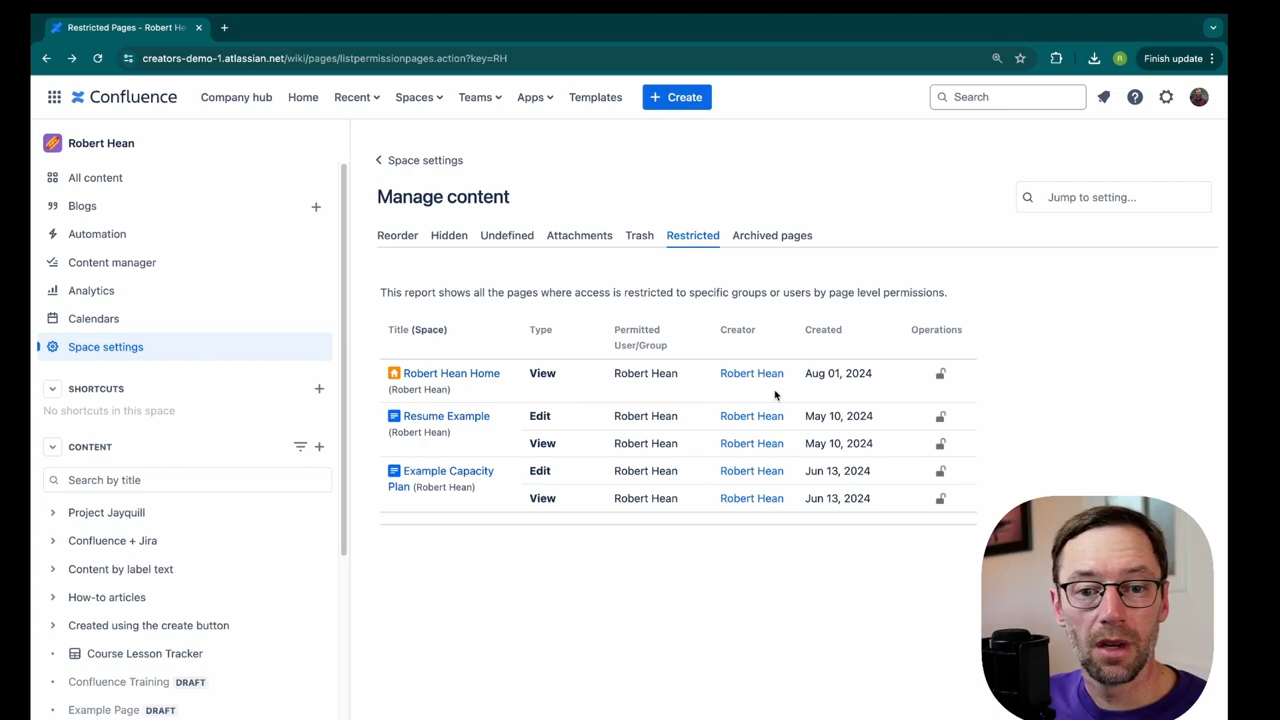 Restricted Pages - Robert He
creators-demo-1.atlassian.net/wiki/pages/listpermissionpages.action?key=RH
R
Finish update
Confluence
Company hub
Home
Recent
Spaces
Teams
Apps
Templates
+ Create
Search
Robert Hean
All content
Blogs
Automation
Content manager
Analytics
Calendars
Space settings
SHORTCUTS
No shortcuts in this space
CONTENT
Search by title
Project Jayquill
Confluence + Jira
Content by label text
How-to articles
Created using the create button
Course Lesson Tracker
Confluence Training DRAFT
Example Page DRAFT
Space settings
Manage content
Jump to setting...
Reorder
Hidden
Undefined
Attachments
Trash
Restricted
Archived pages
This report shows all the pages where access is restricted to specific groups or users by page level permissions.
Title (Space) Type Permitted User/Group Creator Created Operations
Robert Hean Home View Robert Hean Robert Hean Aug 01, 2024
(Robert Hean)
Resume Example Edit Robert Hean Robert Hean May 10, 2024
(Robert Hean)
View Robert Hean Robert Hean May 10, 2024
Example Capacity Edit Robert Hean Robert Hean Jun 13, 2024
Plan (Robert Hean)
View Robert Hean Robert Hean Jun 13, 2024